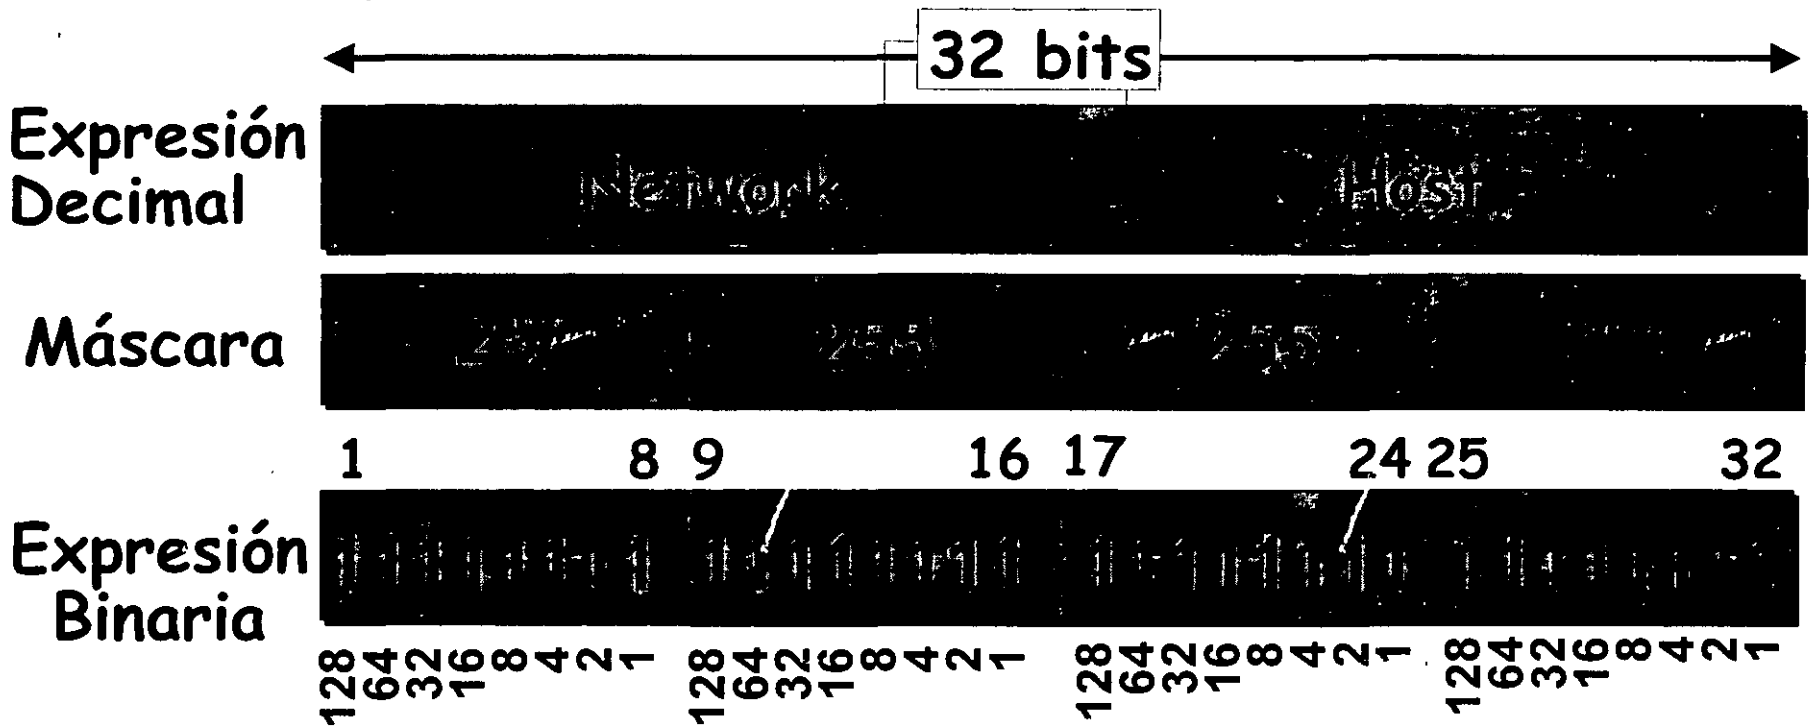 32 bits
Expresión
Decimal
Network Host
Máscara
255 255 255
1 8 9 16 17 24 25 32
Expresión
Binaria
128 64 32 16 8 4 2 1 128 64 32 16 8 4 2 1 128 64 32 16 8 4 2 1 128 64 32 16 8 4 2 1